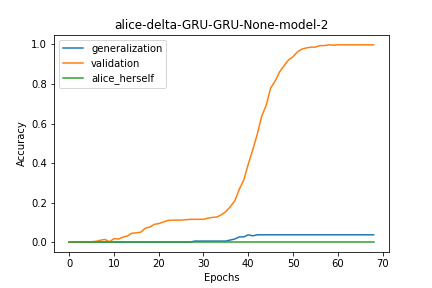 alice-delta-GRU-GRU-None-model-2
generalization
validation
alice_herself
1.0
0.8
0.6
0.4
0.2
0.0
Accuracy
0 10 20 30 40 50 60 70
Epochs